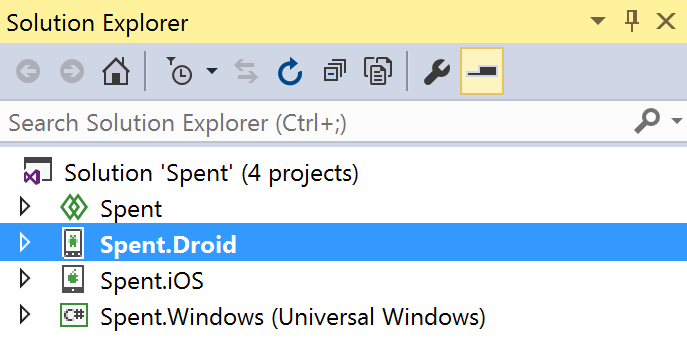 Solution Explorer
Search Solution Explorer (Ctrl+;)
Solution 'Spent' (4 projects)
Spent
Spent.Droid
Spent.iOS
C# Spent.Windows (Universal Windows)